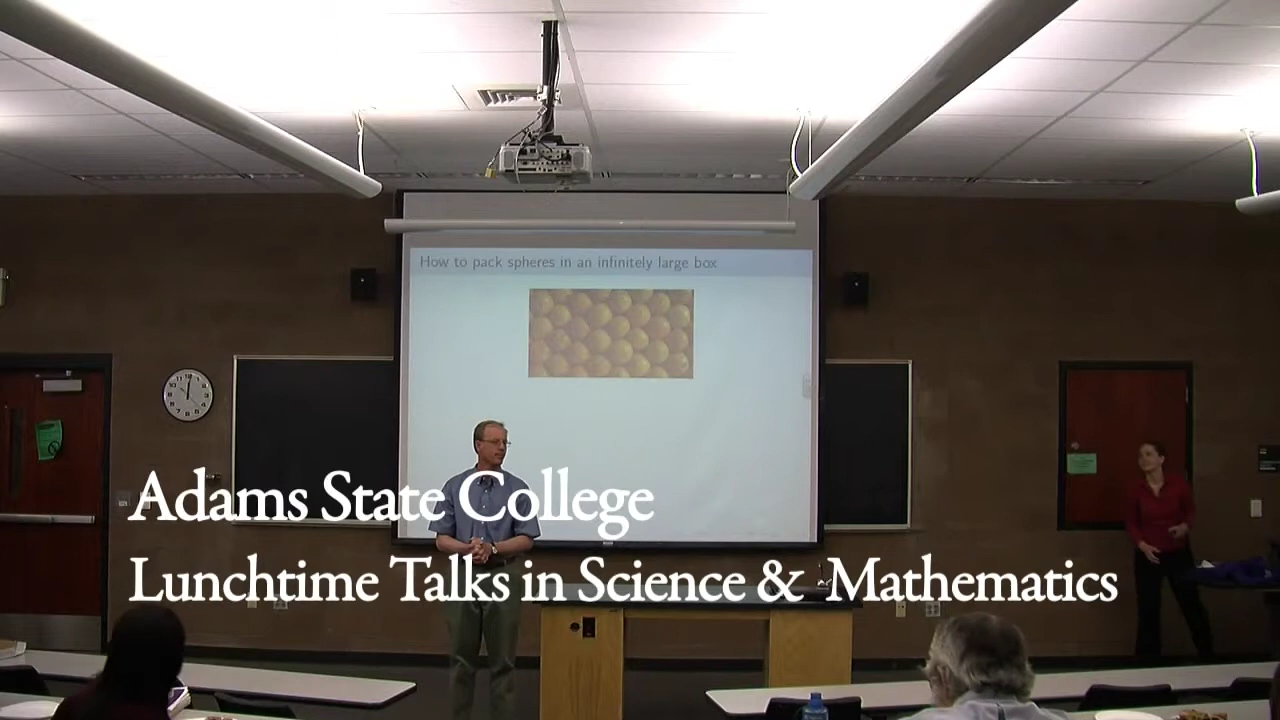 How to pack spheres in an infinitely large box
Adams State College
Lunchtime Talks in Science & Mathematics